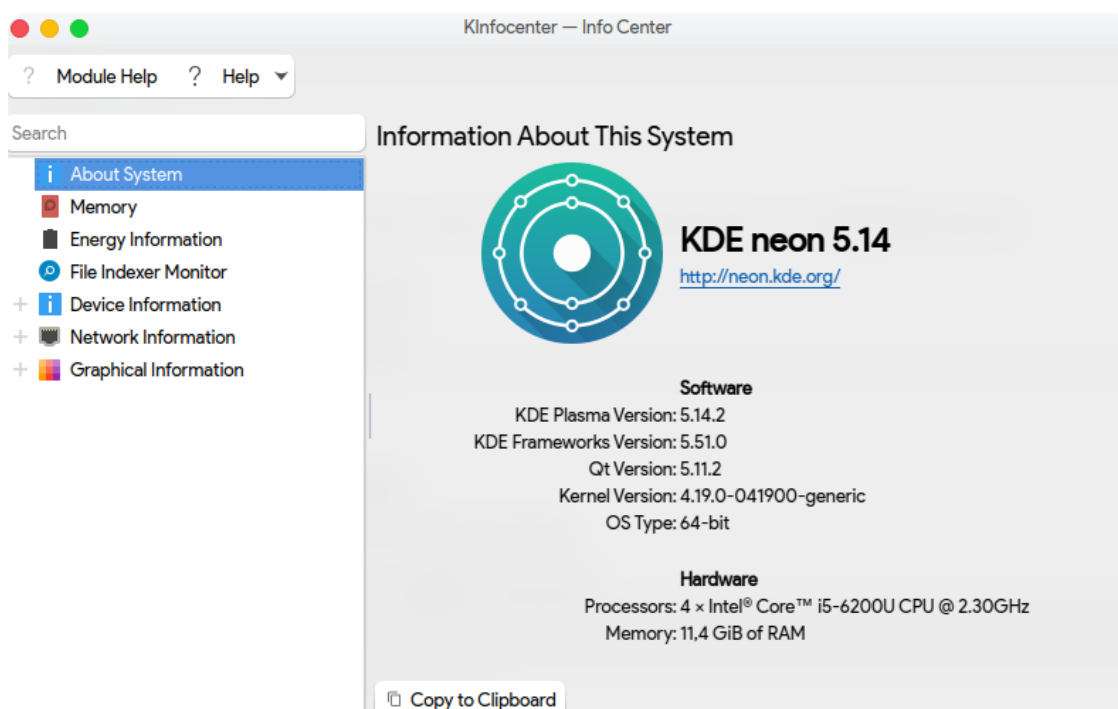 KInfocenter — Info Center
? Module Help ? Help
Search
Information About This System
About System
Memory
Energy Information
File Indexer Monitor
Device Information
Network Information
Graphical Information
KDE neon 5.14
http://neon.kde.org/
Software
KDE Plasma Version: 5.14.2
KDE Frameworks Version: 5.51.0
Qt Version: 5.11.2
Kernel Version: 4.19.0-041900-generic
OS Type: 64-bit
Hardware
Processors: 4 × Intel® Core™ i5-6200U CPU @ 2.30GHz
Memory: 11,4 GiB of RAM
Copy to Clipboard